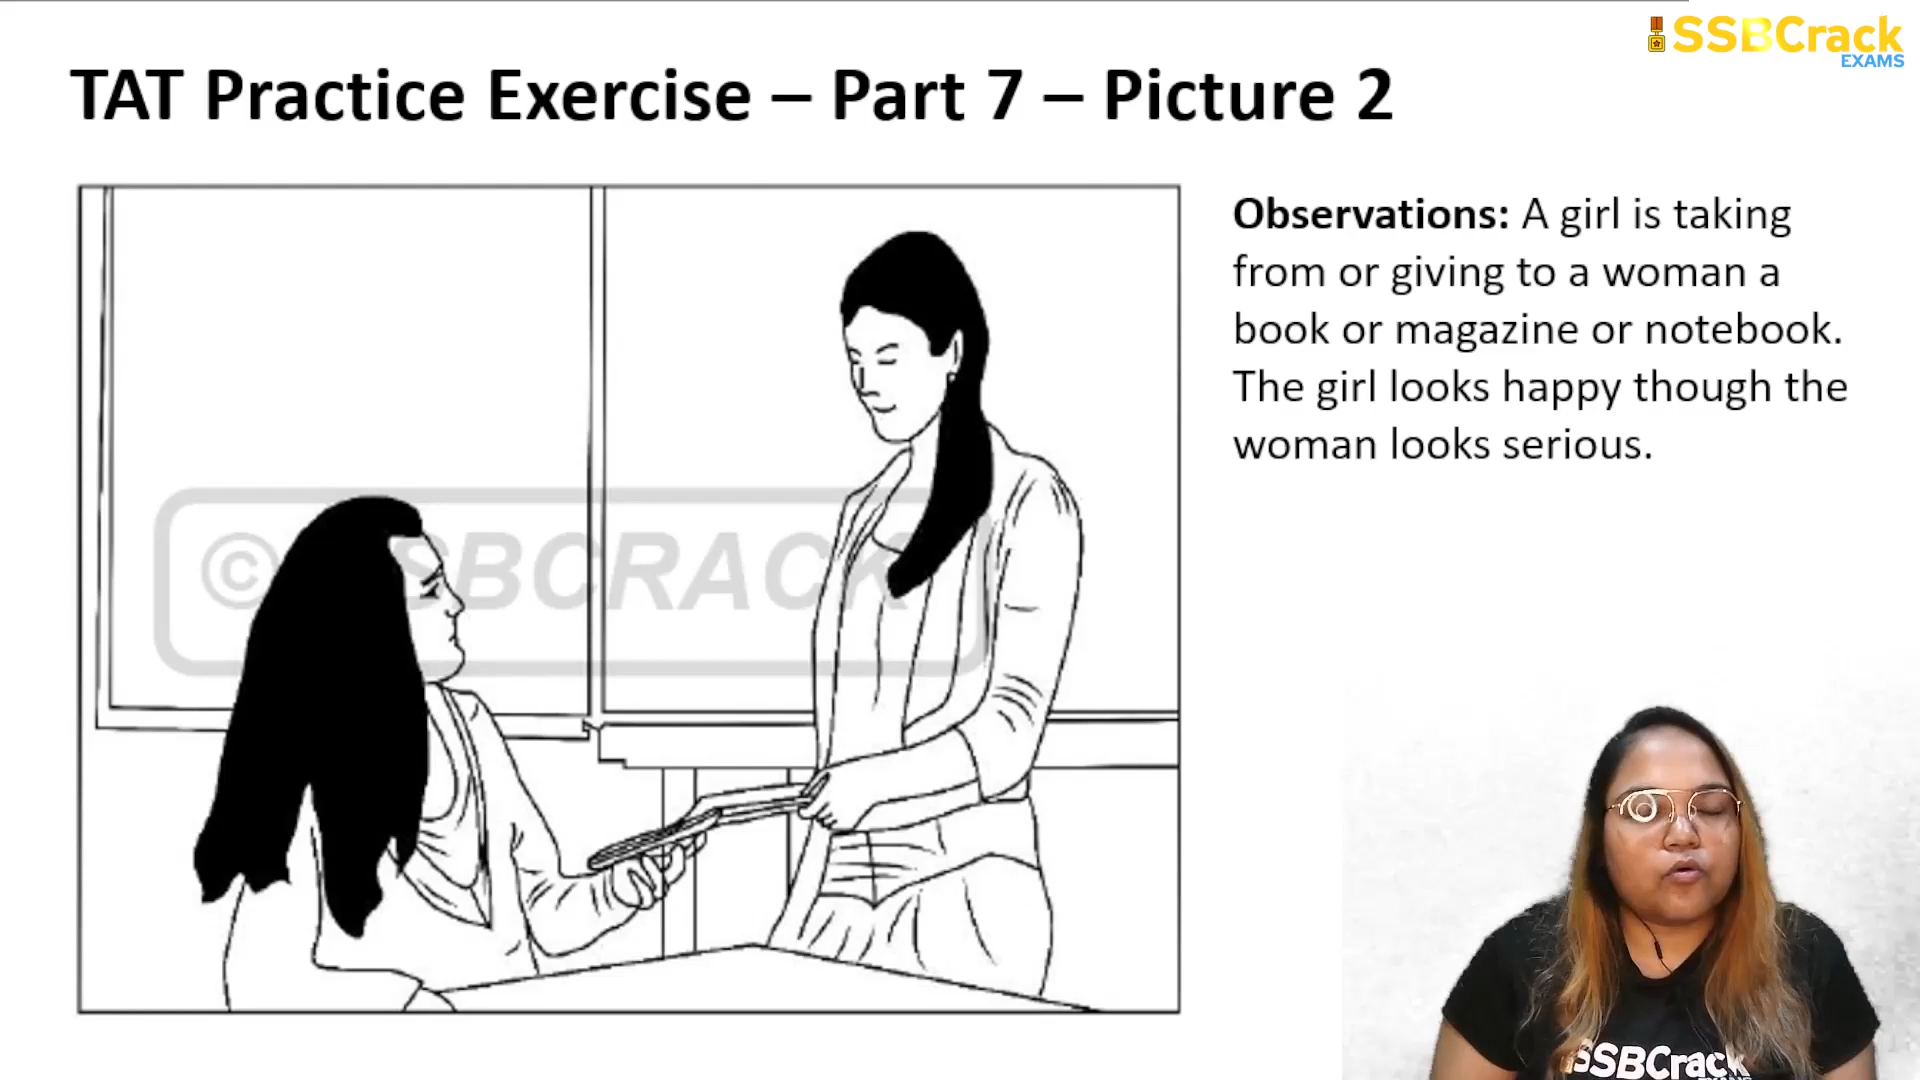 SSBCrack
EXAMS
TAT Practice Exercise – Part 7 – Picture 2
Observations: A girl is taking
from or giving to a woman a
book or magazine or notebook.
The girl looks happy though the
woman looks serious.
© SSBCRACK
SSBCrack